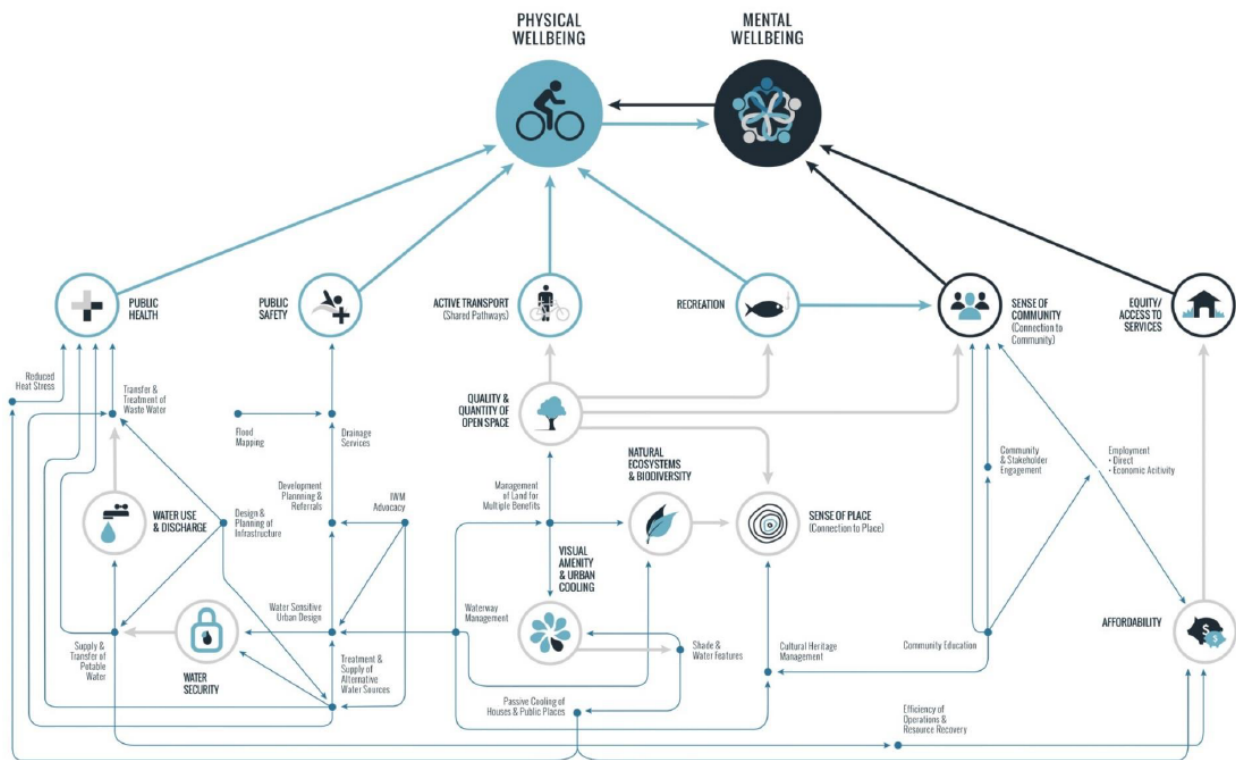 PHYSICAL
WELLBEING
MENTAL
WELLBEING
PUBLIC
HEALTH
PUBLIC
SAFETY
ACTIVE TRANSPORT
(Shared Pathways)
RECREATION
SENSE OF
COMMUNITY
(Connection to
Community)
EQUITY/
ACCESS TO
SERVICES
Reduced
Heat Stress
Transfer &
Treatment of
Waste Water
Flood
Mapping
Drainage
Services
QUALITY &
QUANTITY OF
OPEN SPACE
NATURAL
ECOSYSTEMS
& BIODIVERSITY
Community
& Stakeholder
Engagement
Employment
• Direct
• Economic Acitivity
WATER USE
& DISCHARGE
Design &
Planning of
Infrastructure
Development
Plannning &
Referrals
IWM
Advocacy
Management
of Land for
Multiple Benefits
SENSE OF PLACE
(Connection to Place)
VISUAL
AMENITY
& URBAN
COOLING
Supply &
Transfer of
Potable
Water
WATER
SECURITY
Water Sensitive
Urban Design
Treatment &
Supply of
Alternative
Water Sources
Waterway
Management
Shade &
Water Features
Cultural Heritage
Management
Community Education
AFFORDABILITY
$
$
Passive Cooling of
Houses & Public Places
Efficiency of
Operations &
Resource Recovery